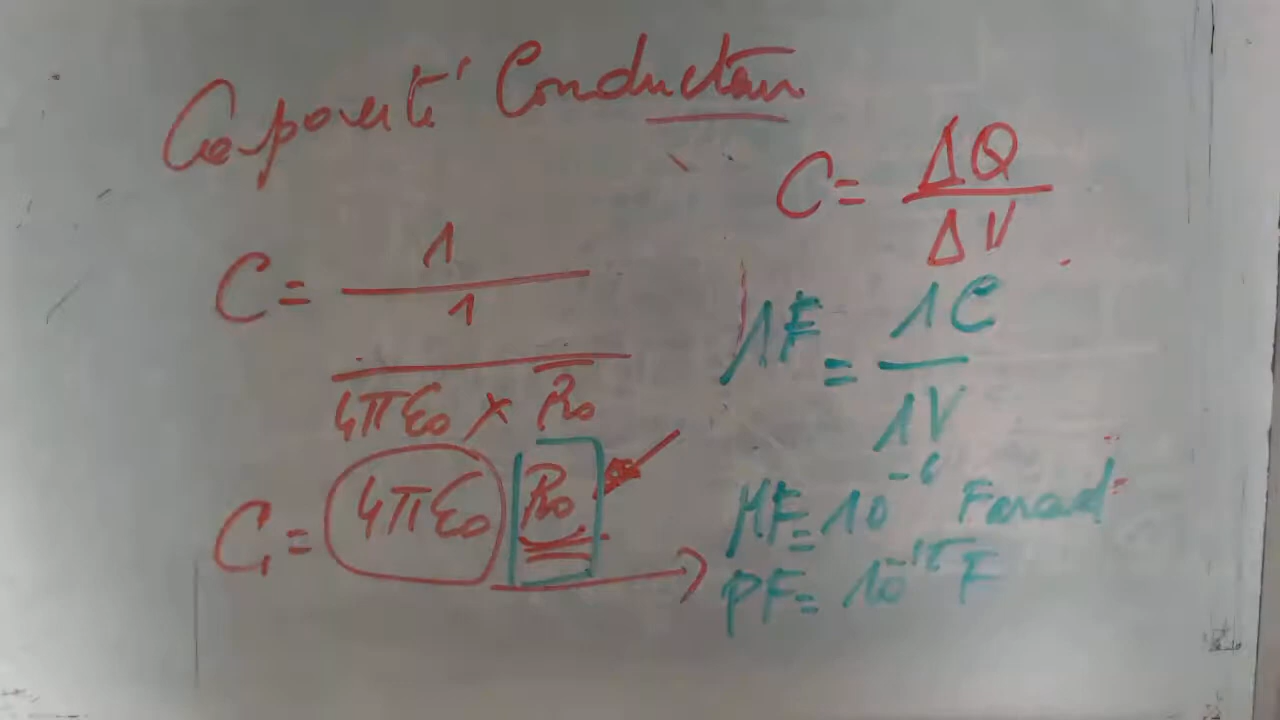 Capacité Conducteur
C = ΔQ / ΔV
C = 1 / (1 / (4πε₀ × R₀))
1F = 1C / 1V
C = 4πε₀ R₀
μF = 10⁻⁶ Farad
PF = 10⁻¹² F